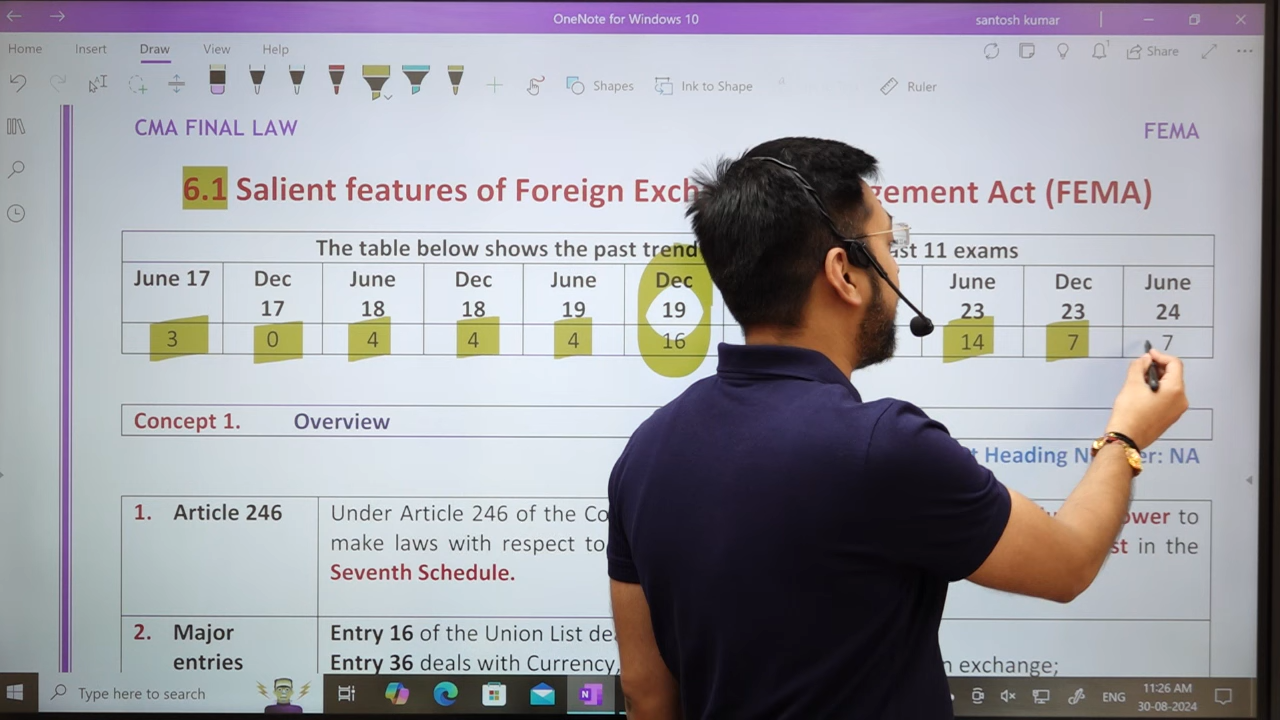 OneNote for Windows 10
santosh kumar
Home Insert Draw View Help
Share
Shapes Ink to Shape Ruler
CMA FINAL LAW
FEMA
6.1 Salient features of Foreign Exch gement Act (FEMA)
The table below shows the past trend ast 11 exams
June 17 Dec 17 June 18 Dec 18 June 19 Dec 19 June 23 Dec 23 June 24
3 0 4 4 4 16 14 7 7
Concept 1. Overview
t Heading N er: NA
1. Article 246 Under Article 246 of the Co ower to
make laws with respect to st in the
Seventh Schedule.
2. Major Entry 16 of the Union List de
entries Entry 36 deals with Currency, n exchange;
Type here to search
ENG
11:26 AM
30-08-2024